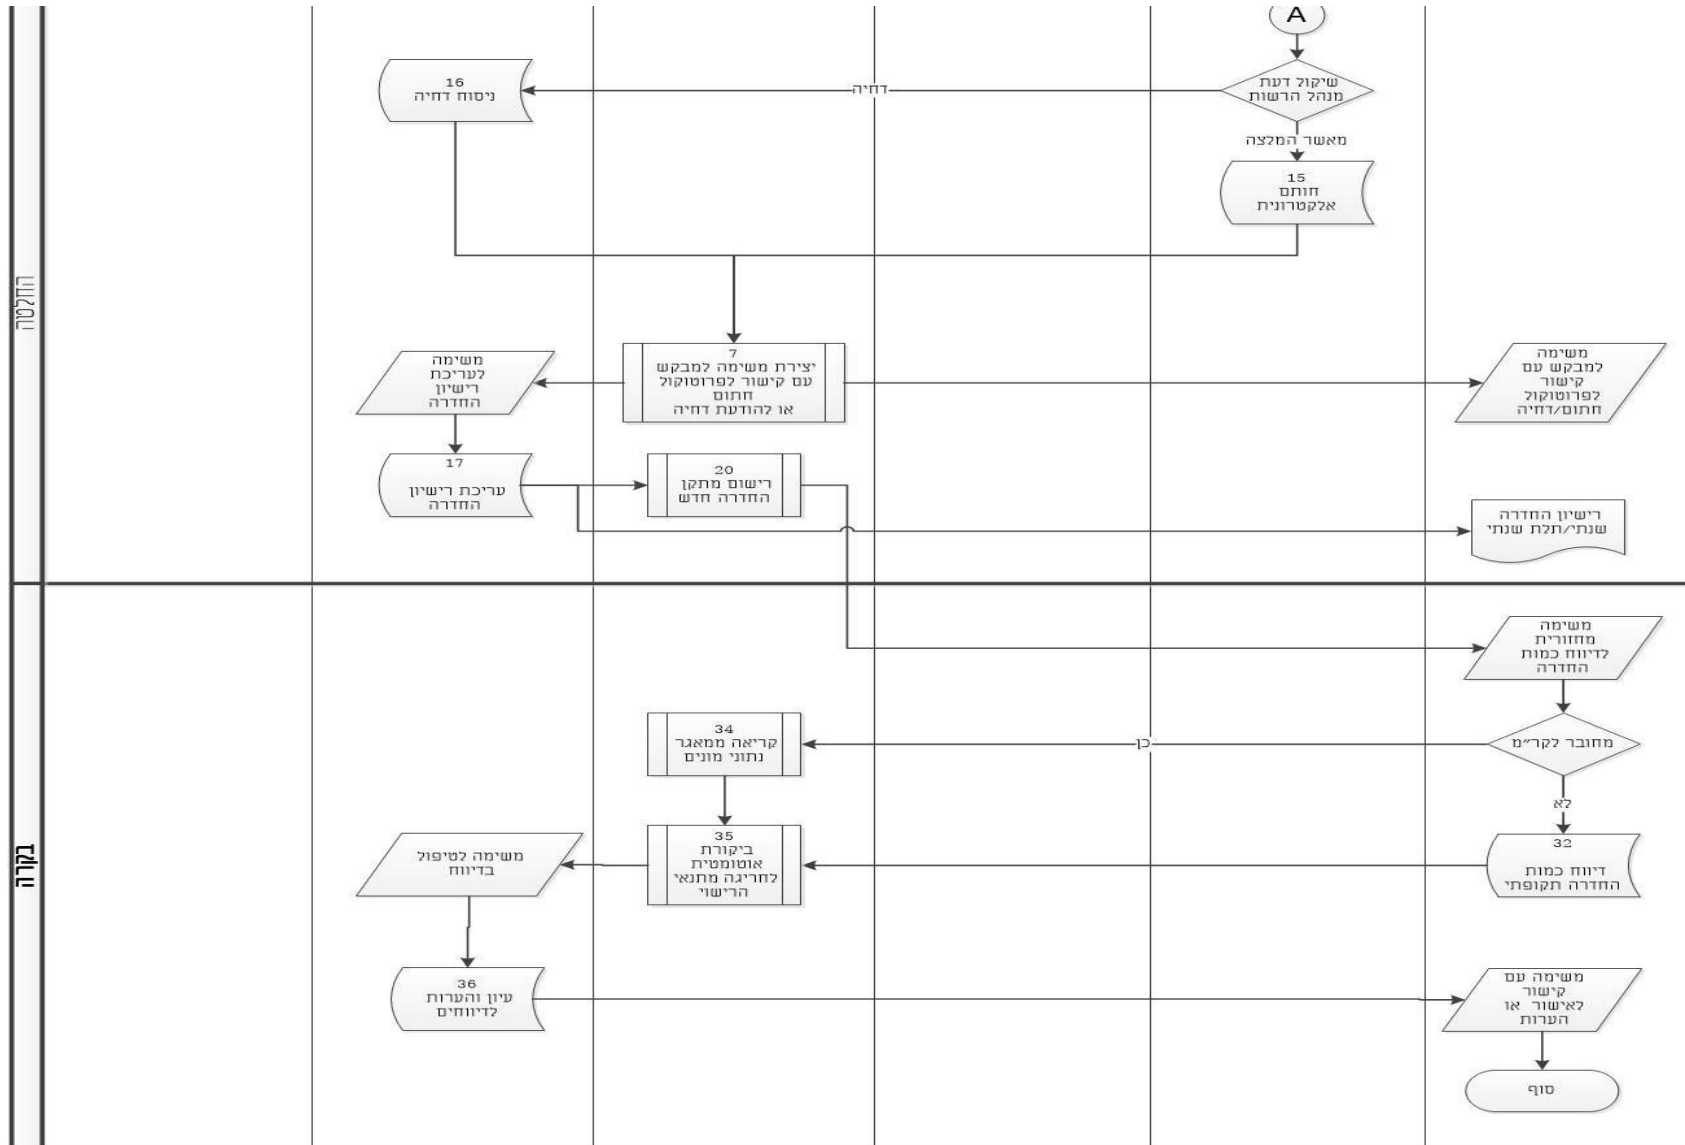 A
שיקול דעת
מנהל הרשות
דחיה
16
ניסוח דחיה
מאשר המלצה
15
חותם
אלקטרונית
החלטה
משימה
למבקש עם
קישור
לפרוטוקול
חתום/דחיה
7
יצירת משימה למבקש
עם קישור לפרוטוקול
חתום
או להודעת דחיה
משימה
לעריכת
רישיון
החדרה
17
עריכת רישיון
החדרה
20
רישום מתקן
החדרה חדש
רישיון החדרה
שנתי/תלת שנתי
בקרה
משימה
מחזורית
לדיווח כמות
החדרה
מחובר לקר״מ
כן
34
קריאה ממאגר
נתוני מונים
לא
32
דיווח כמות
החדרה תקופתי
35
ביקורת
אוטומטית
לחריגה מתנאי
הרישוי
משימה לטיפול
בדיווח
36
עיון והערות
לדיווחים
משימה עם
קישור
לאישור או
הערות
סוף